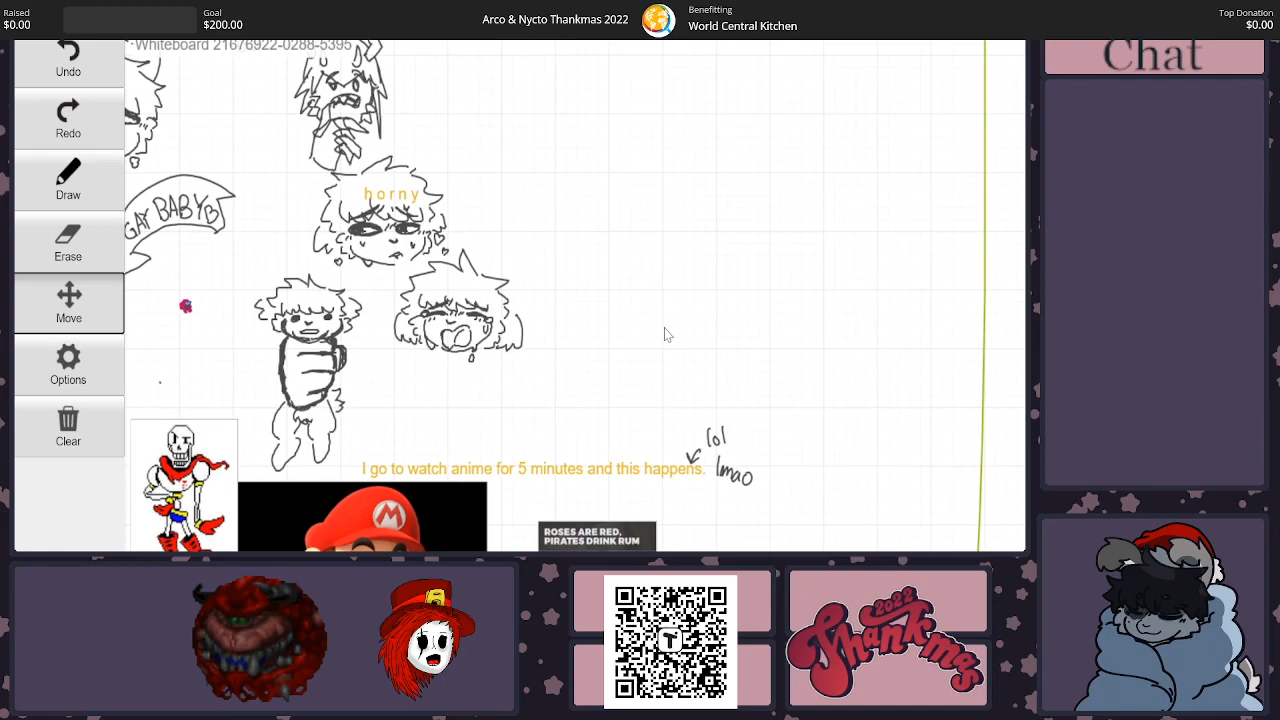 Raised
$0.00
Goal
$200.00
Arco & Nycto Thankmas 2022
Benefitting
World Central Kitchen
Top Donation
$0.00
Whiteboard 21676922-0288-5395
Chat
Undo
Redo
Draw
Erase
Move
Options
Clear
GAY BABYB
horny
I go to watch anime for 5 minutes and this happens.
lol
lmao
M
ROSES ARE RED,
PIRATES DRINK RUM
T
2022
Thankmas